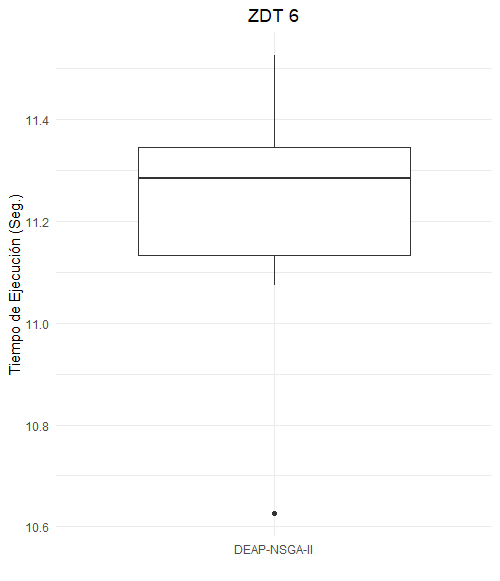 ZDT 6
Tiempo de Ejecución (Seg.)
11.4
11.2
11.0
10.8
10.6
DEAP-NSGA-II